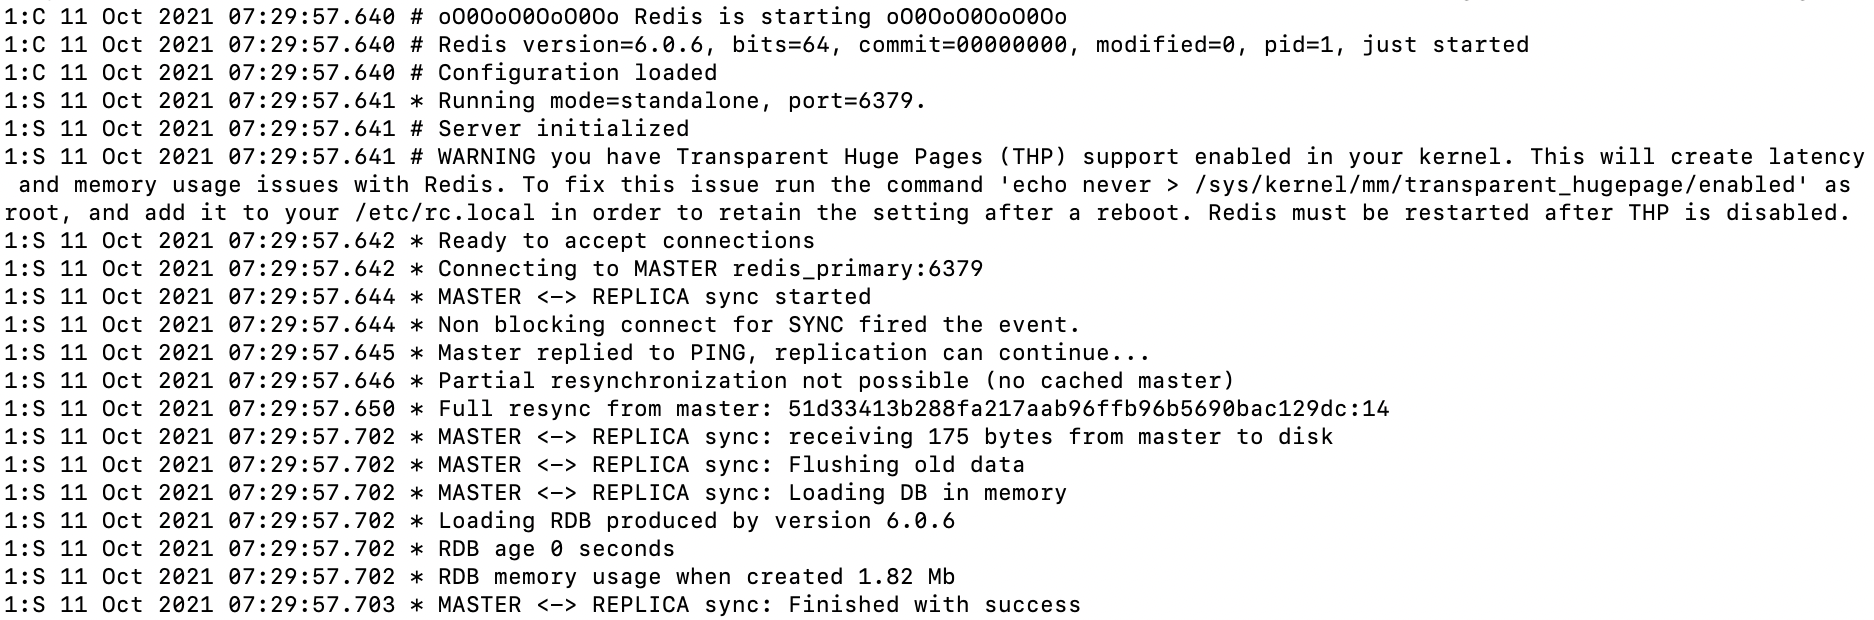 1:C 11 Oct 2021 07:29:57.640 # oO0OoO0OoO0Oo Redis is starting oO0OoO0OoO0Oo
1:C 11 Oct 2021 07:29:57.640 # Redis version=6.0.6, bits=64, commit=00000000, modified=0, pid=1, just started
1:C 11 Oct 2021 07:29:57.640 # Configuration loaded
1:S 11 Oct 2021 07:29:57.641 * Running mode=standalone, port=6379.
1:S 11 Oct 2021 07:29:57.641 # Server initialized
1:S 11 Oct 2021 07:29:57.641 # WARNING you have Transparent Huge Pages (THP) support enabled in your kernel. This will create latency
 and memory usage issues with Redis. To fix this issue run the command 'echo never > /sys/kernel/mm/transparent_hugepage/enabled' as
root, and add it to your /etc/rc.local in order to retain the setting after a reboot. Redis must be restarted after THP is disabled.
1:S 11 Oct 2021 07:29:57.642 * Ready to accept connections
1:S 11 Oct 2021 07:29:57.642 * Connecting to MASTER redis_primary:6379
1:S 11 Oct 2021 07:29:57.644 * MASTER <-> REPLICA sync started
1:S 11 Oct 2021 07:29:57.644 * Non blocking connect for SYNC fired the event.
1:S 11 Oct 2021 07:29:57.645 * Master replied to PING, replication can continue...
1:S 11 Oct 2021 07:29:57.646 * Partial resynchronization not possible (no cached master)
1:S 11 Oct 2021 07:29:57.650 * Full resync from master: 51d33413b288fa217aab96ffb96b5690bac129dc:14
1:S 11 Oct 2021 07:29:57.702 * MASTER <-> REPLICA sync: receiving 175 bytes from master to disk
1:S 11 Oct 2021 07:29:57.702 * MASTER <-> REPLICA sync: Flushing old data
1:S 11 Oct 2021 07:29:57.702 * MASTER <-> REPLICA sync: Loading DB in memory
1:S 11 Oct 2021 07:29:57.702 * Loading RDB produced by version 6.0.6
1:S 11 Oct 2021 07:29:57.702 * RDB age 0 seconds
1:S 11 Oct 2021 07:29:57.702 * RDB memory usage when created 1.82 Mb
1:S 11 Oct 2021 07:29:57.703 * MASTER <-> REPLICA sync: Finished with success